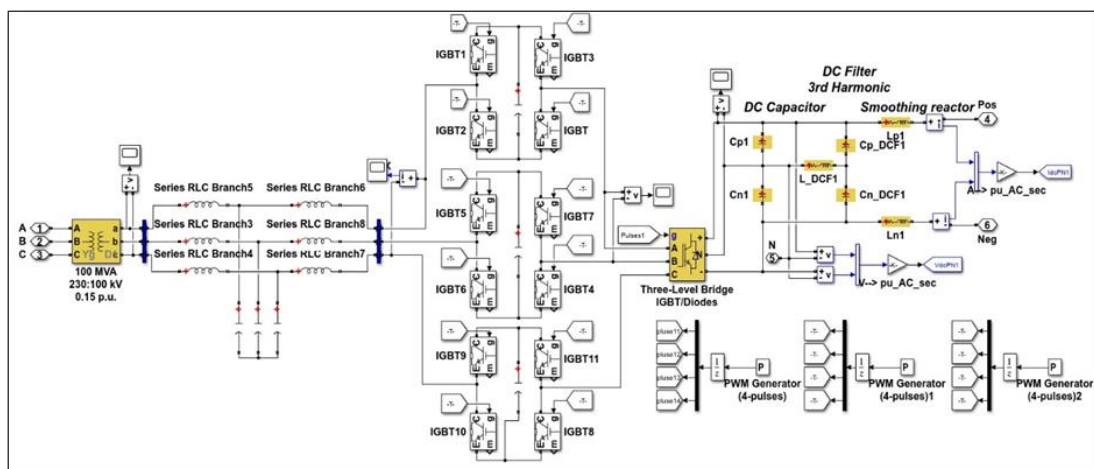 -T-
-T-
IGBT1
IGBT3
-T-
-T-
IGBT2
IGBT
-T-
-T-
IGBT5
IGBT7
-T-
-T-
IGBT6
IGBT4
-T-
-T-
IGBT9
IGBT11
-T-
-T-
IGBT10
IGBT8
Series RLC Branch5
Series RLC Branch6
Series RLC Branch3
Series RLC Branch8
Series RLC Branch4
Series RLC Branch7
A 1
B 2
C 3
A a
B b
C c
100 MVA
230:100 kV
0.15 p.u.
Pulses1
g
A
B
C
+
N
-
Three-Level Bridge
IGBT/Diodes
DC Filter
3rd Harmonic
DC Capacitor
Smoothing reactor
Cp1
Cp_DCF1
Lp1
L_DCF1
Cn1
Cn_DCF1
Ln1
Pos
4
6
Neg
N
5
A--> pu_AC_sec
IdcPN1
V--> pu_AC_sec
VdcPN1
pluse11
pluse12
pluse13
pluse14
P
PWM Generator
(4-pulses)
-T-
-T-
-T-
-T-
P
PWM Generator
(4-pulses)1
-T-
-T-
-T-
-T-
P
PWM Generator
(4-pulses)2